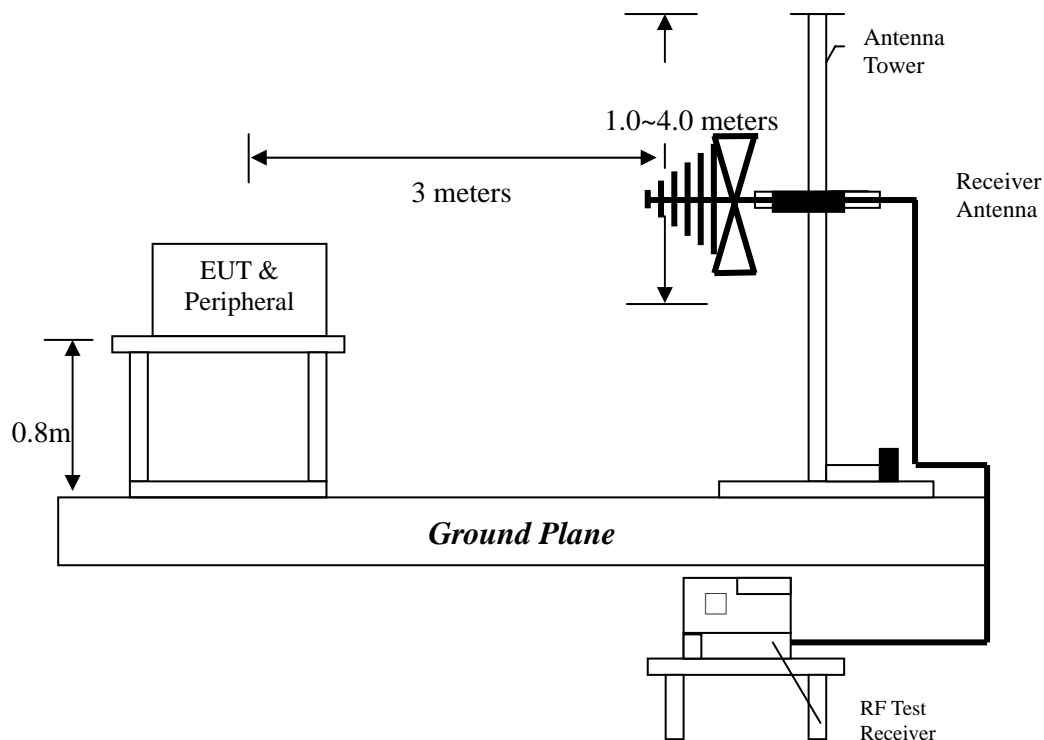 Antenna
Tower
1.0~4.0 meters
3 meters
Receiver
Antenna
EUT &
Peripheral
0.8m
Ground Plane
RF Test
Receiver